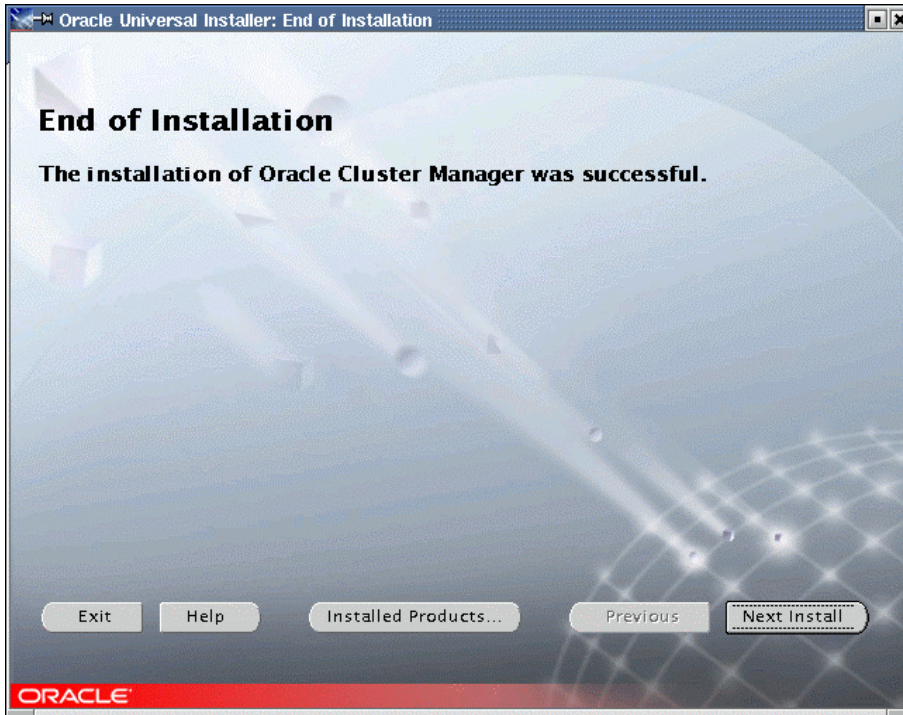 Oracle Universal Installer: End of Installation
End of Installation
The installation of Oracle Cluster Manager was successful.
Exit Help Installed Products... Previous Next Install
ORACLE